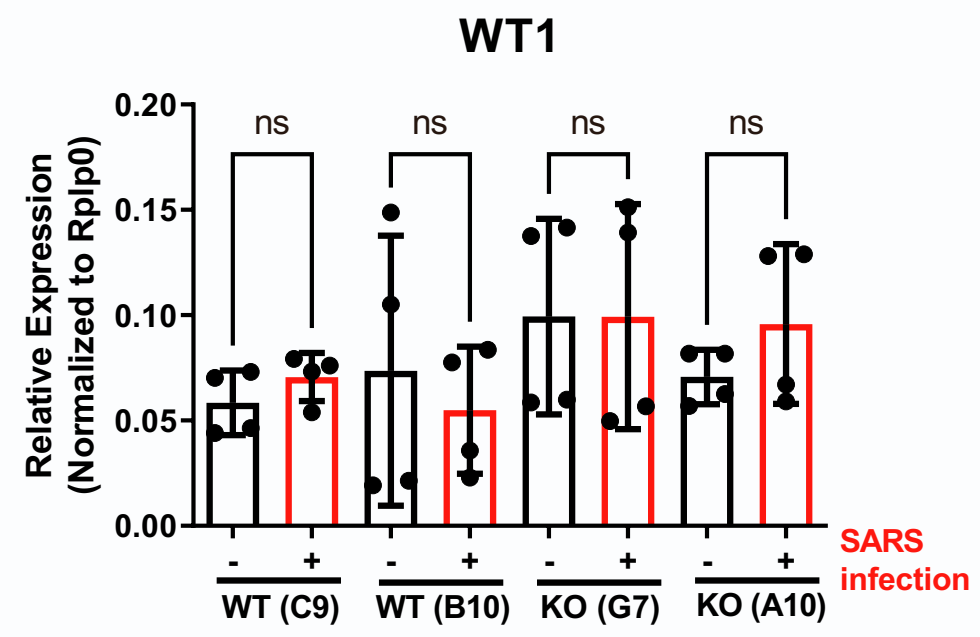 WT1
Relative Expression
(Normalized to Rplp0)
0.20
0.15
0.10
0.05
0.00
ns ns ns ns
- + - + - + - +
WT (C9) WT (B10) KO (G7) KO (A10)
SARS
infection